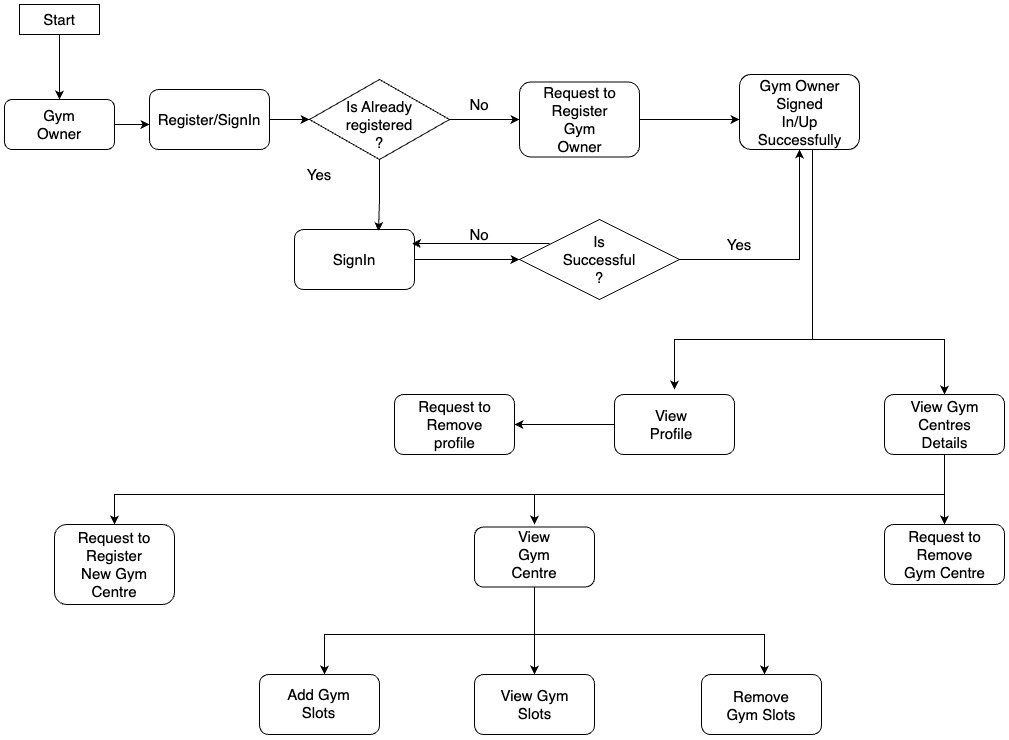 Start
Gym
Owner
Register/SignIn
Is Already
registered
?
No
Request to
Register
Gym
Owner
Gym Owner
Signed
In/Up
Successfully
Yes
SignIn
No
Is
Successful
?
Yes
Request to
Remove
profile
View
Profile
View Gym
Centres
Details
Request to
Register
New Gym
Centre
View
Gym
Centre
Request to
Remove
Gym Centre
Add Gym
Slots
View Gym
Slots
Remove
Gym Slots